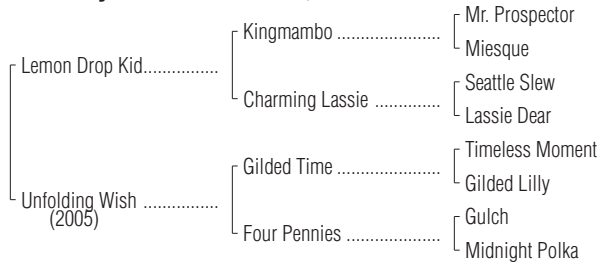 Mr. Prospector
Kingmambo ..................
Miesque
Lemon Drop Kid...............
Seattle Slew
Charming Lassie ...............
Lassie Dear
Timeless Moment
Gilded Time ..................
Gilded Lilly
Unfolding Wish ...............
(2005)
Gulch
Four Pennies ..................
Midnight Polka